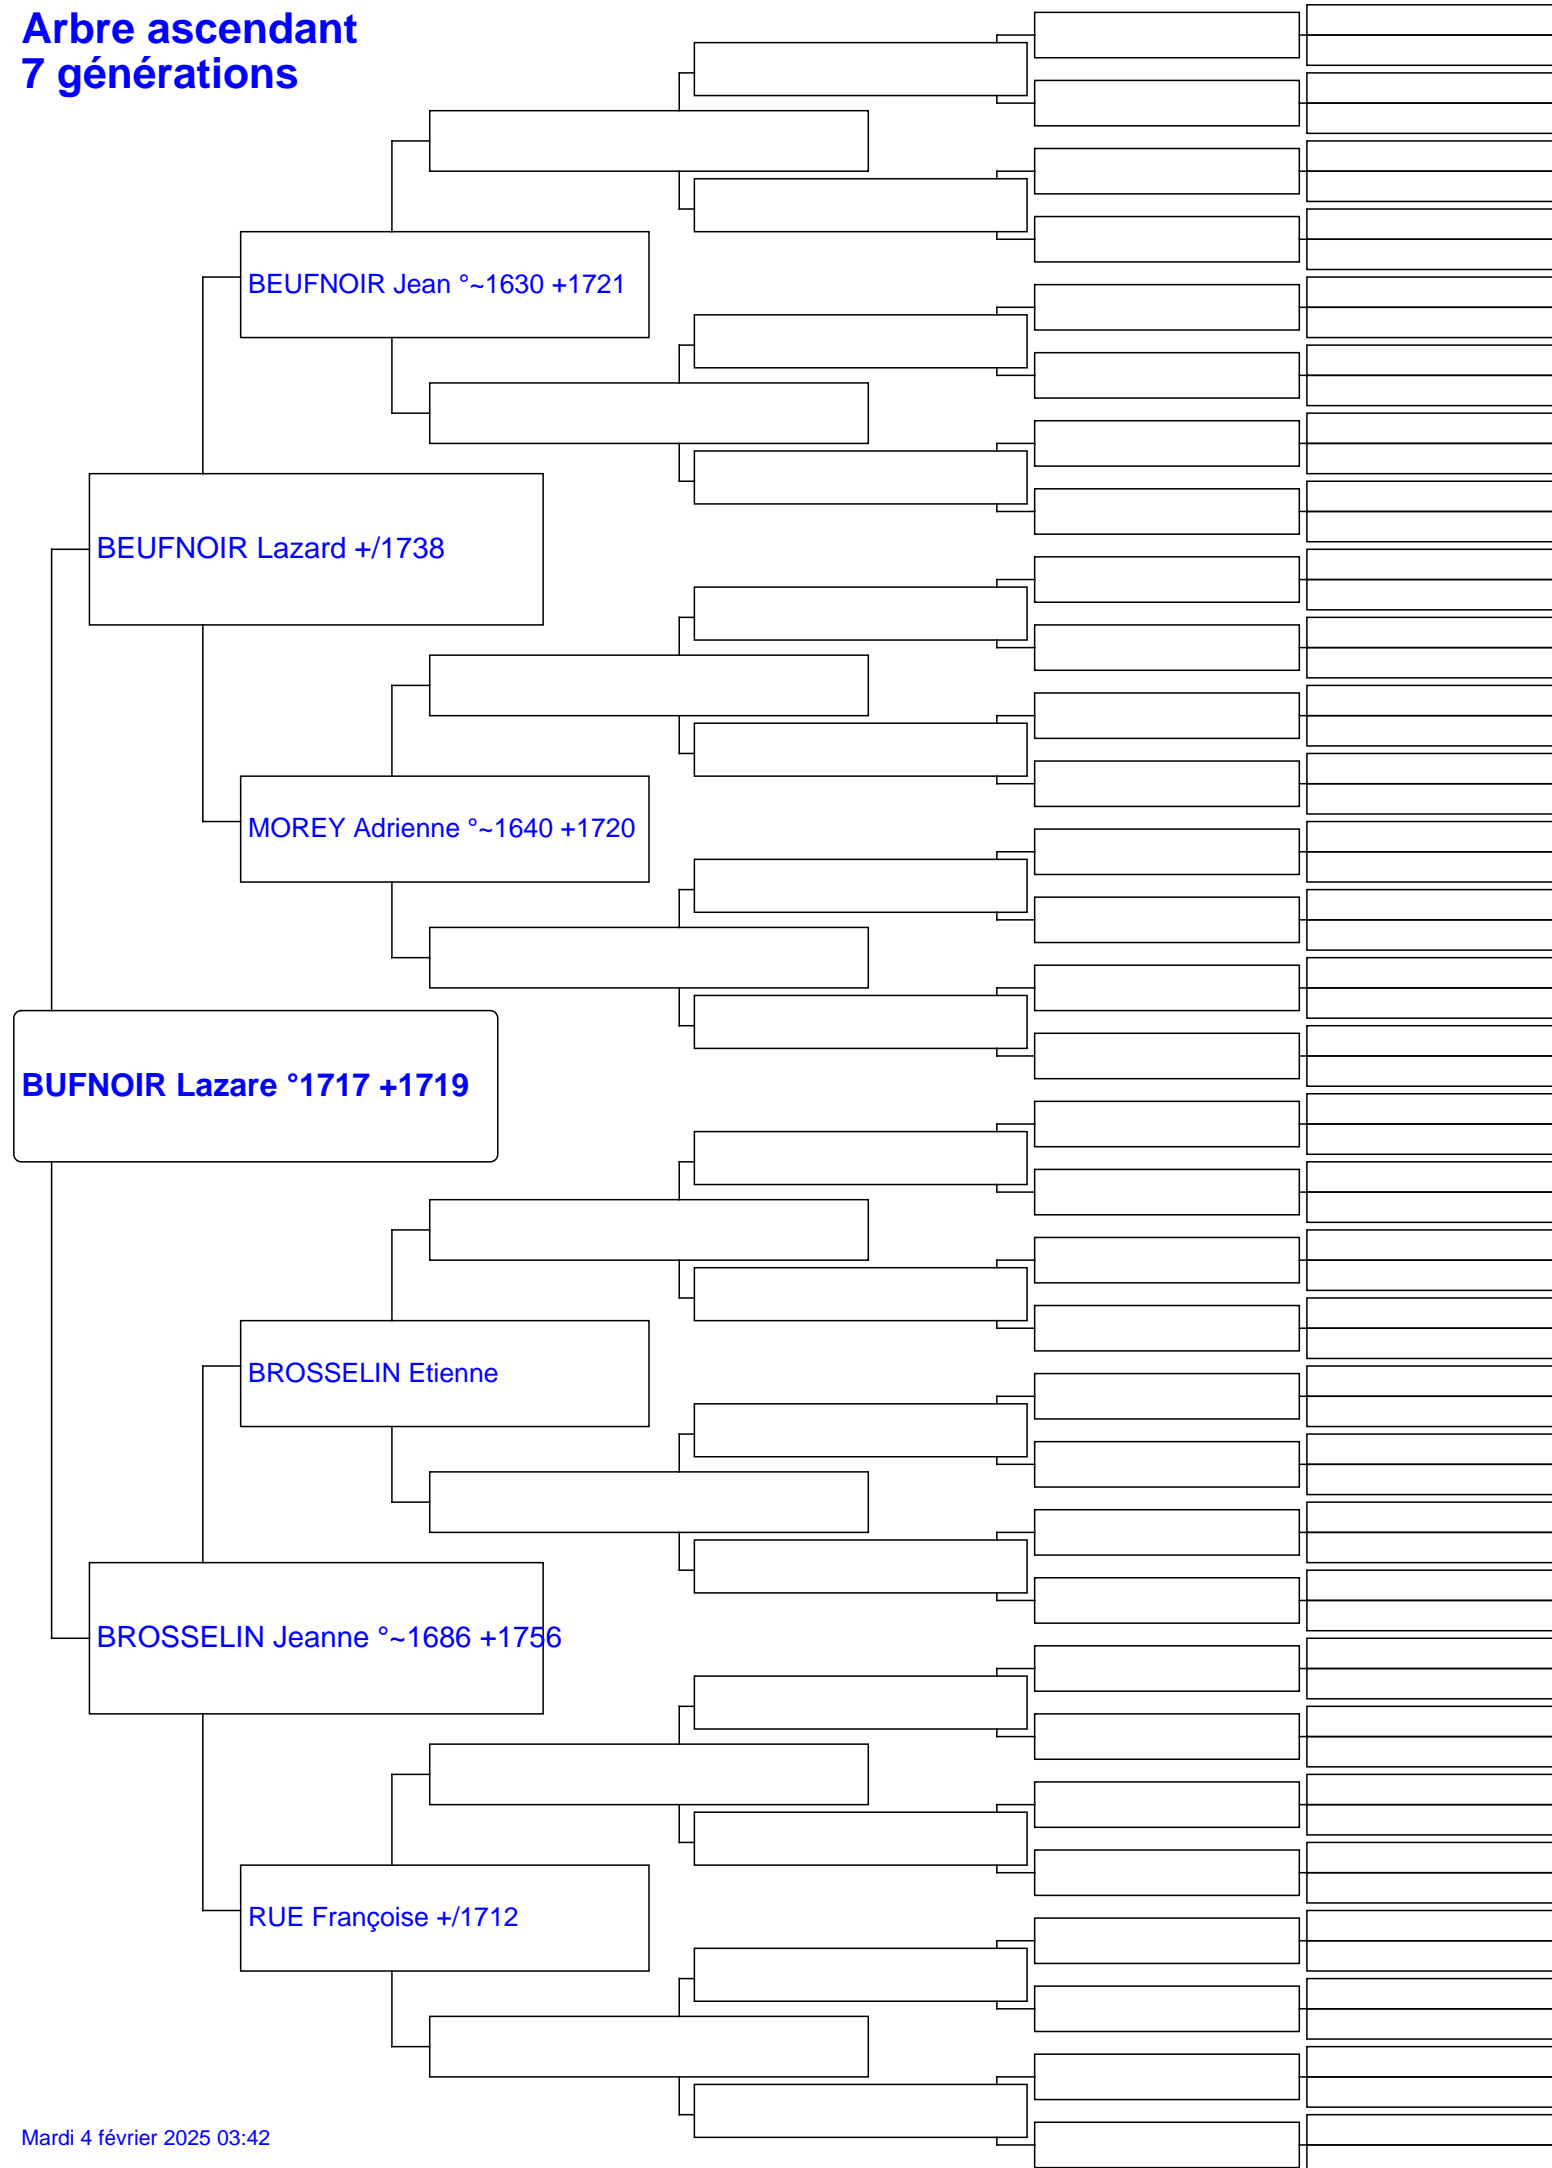 Arbre ascendant
7 générations
BEUFNOIR Jean °~1630 +1721
BEUFNOIR Lazard +/1738
MOREY Adrienne °~1640 +1720
BUFNOIR Lazare °1717 +1719
BROSSELIN Etienne
BROSSELIN Jeanne °~1686 +1756
RUE Françoise +/1712
Mardi 4 février 2025 03:42